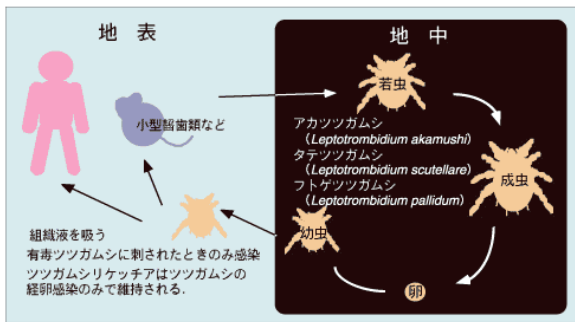 地 表
地 中
若虫
小型齧歯類など
アカツツガムシ
（Leptotrombidium akamushi）
タテツツガムシ
（Leptotrombidium scutellare）
フトゲツツガムシ
（Leptotrombidium pallidum）
成虫
幼虫
卵
組織液を吸う
有毒ツツガムシに刺されたときのみ感染
ツツガムシリケッチアはツツガムシの
経卵感染のみで維持される.